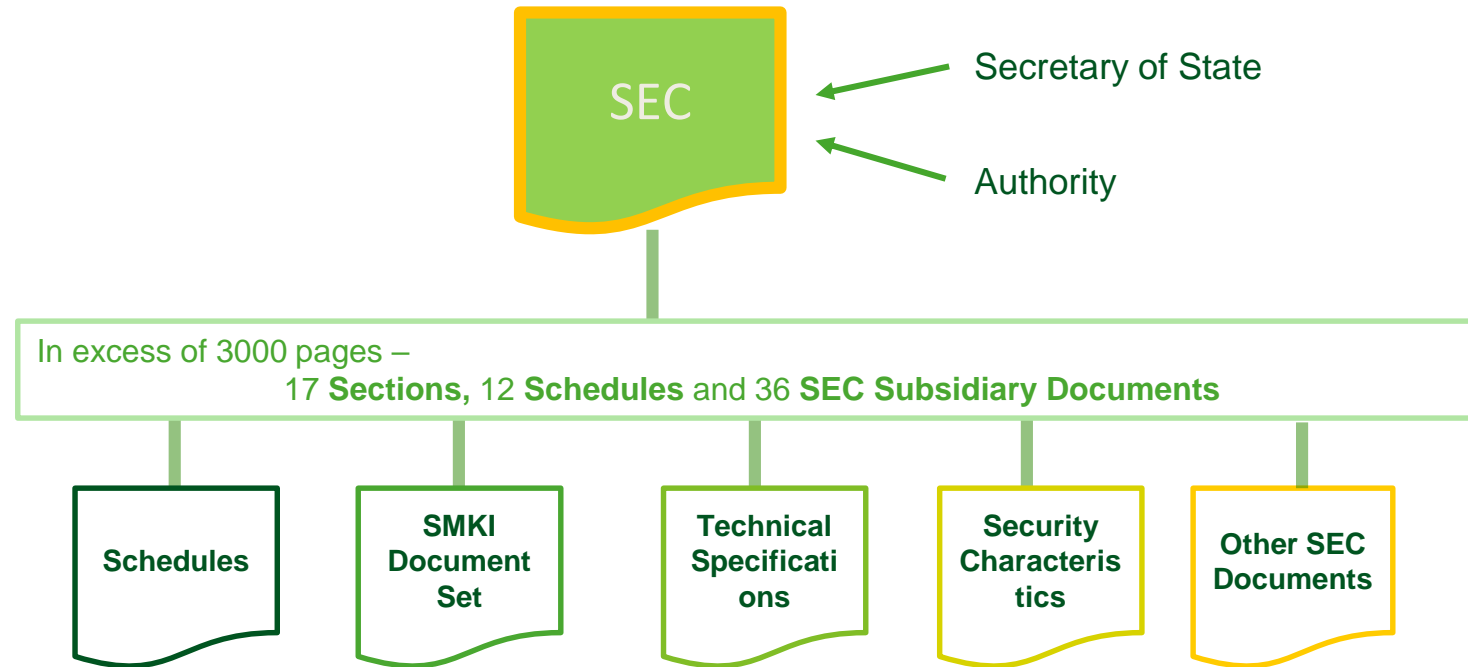 SEC
Secretary of State
Authority
In excess of 3000 pages –
17 Sections, 12 Schedules and 36 SEC Subsidiary Documents
Schedules
SMKI
Document
Set
Technical
Specificati
ons
Security
Characteris
tics
Other SEC
Documents